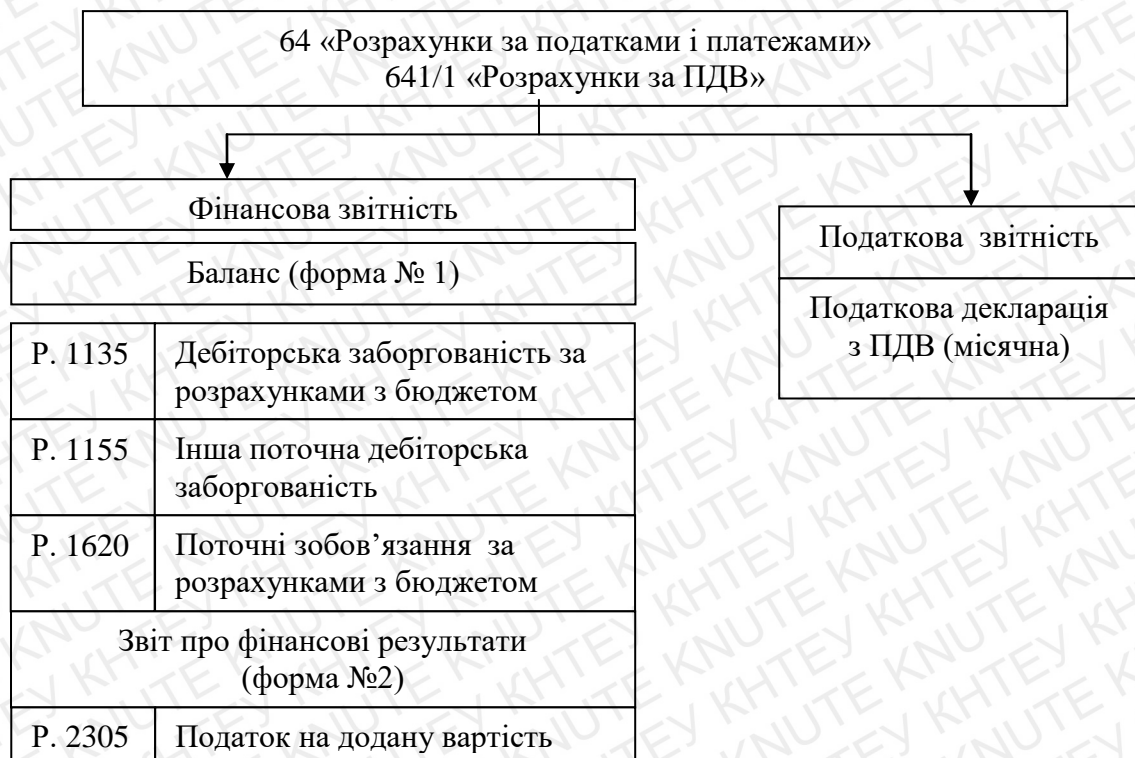 64 «Розрахунки за податками і платежами»
641/1 «Розрахунки за ПДВ»
Фінансова звітність
Баланс (форма № 1)
Р. 1135 Дебіторська заборгованість за
розрахунками з бюджетом
Р. 1155 Інша поточна дебіторська
заборгованість
Р. 1620 Поточні зобов’язання за
розрахунками з бюджетом
Звіт про фінансові результати
(форма №2)
Р. 2305 Податок на додану вартість
Податкова звітність
Податкова декларація
з ПДВ (місячна)